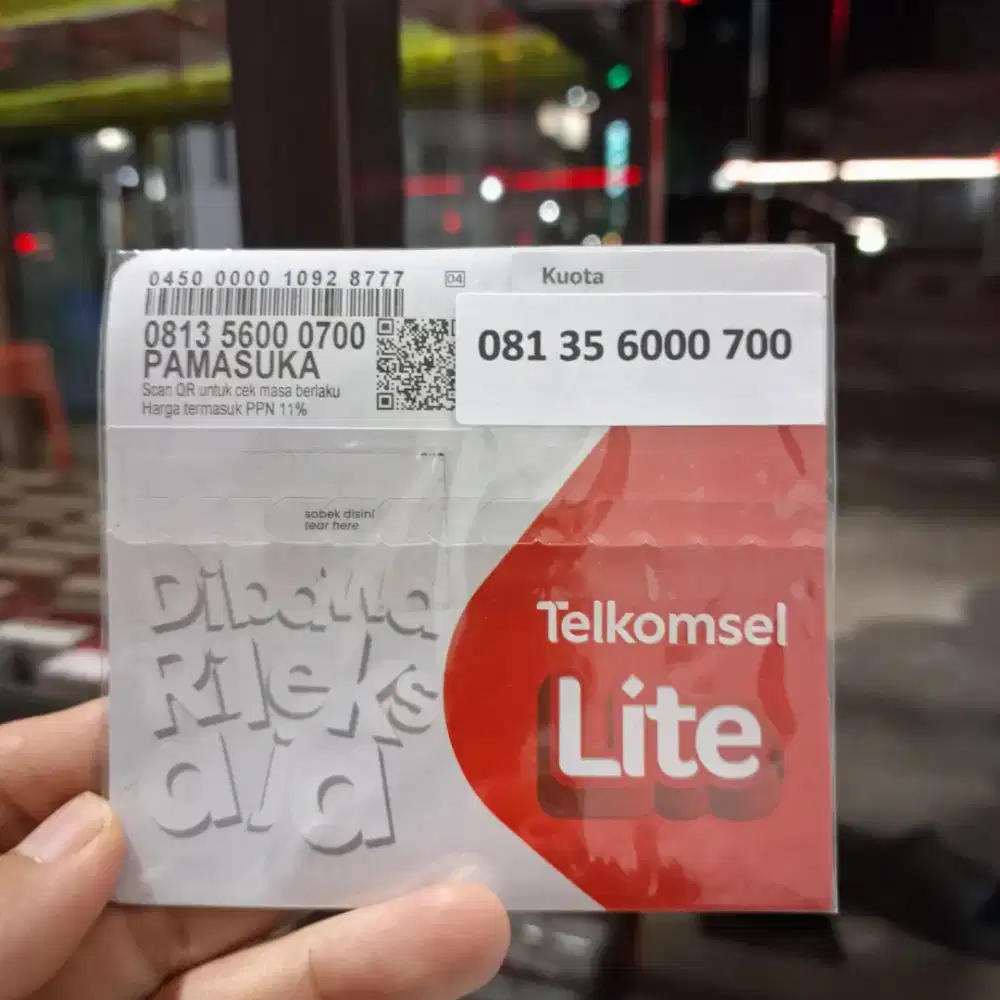 0450 0000 1092 8777
04
Kuota
0813 5600 0700
PAMASUKA
Scan QR untuk cek masa berlaku
Harga termasuk PPN 11%
081 35 6000 700
sobek disini
tear here
Dibawa
Rileks
aja
Telkomsel
Lite